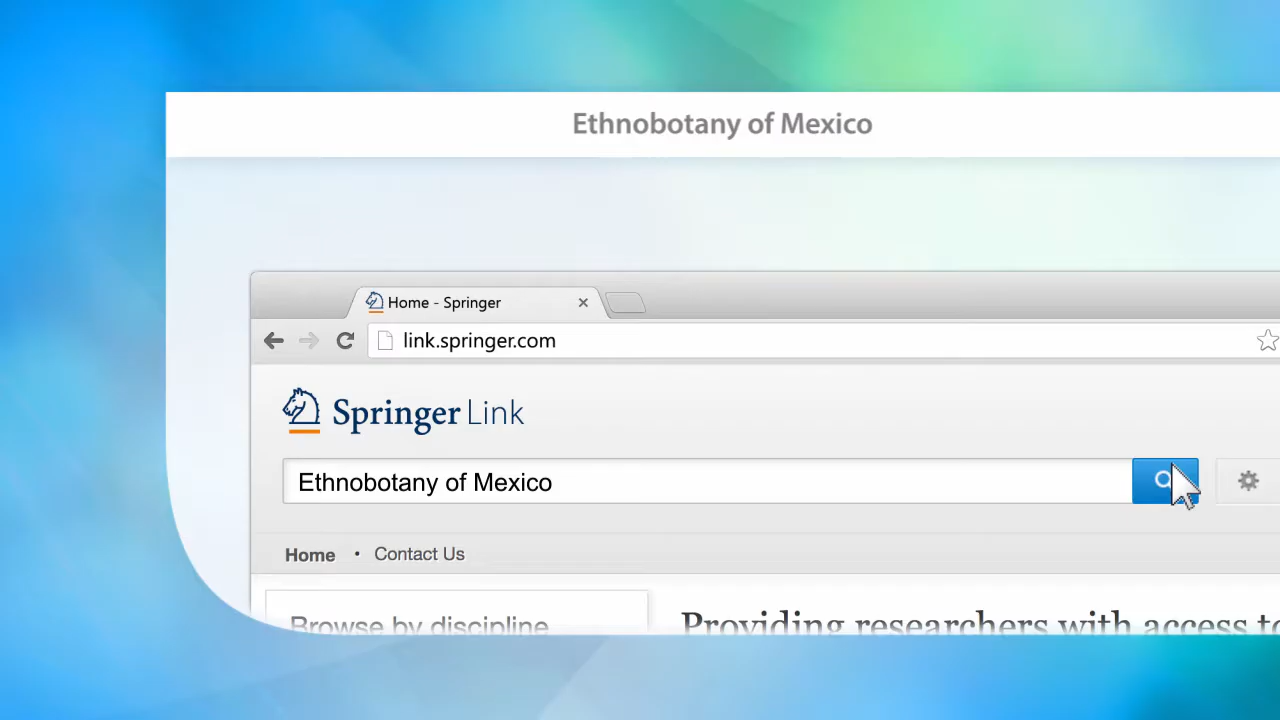 Ethnobotany of Mexico
Home - Springer
link.springer.com
Springer Link
Ethnobotany of Mexico
Home • Contact Us
Browse by discipline
Providing researchers with access to